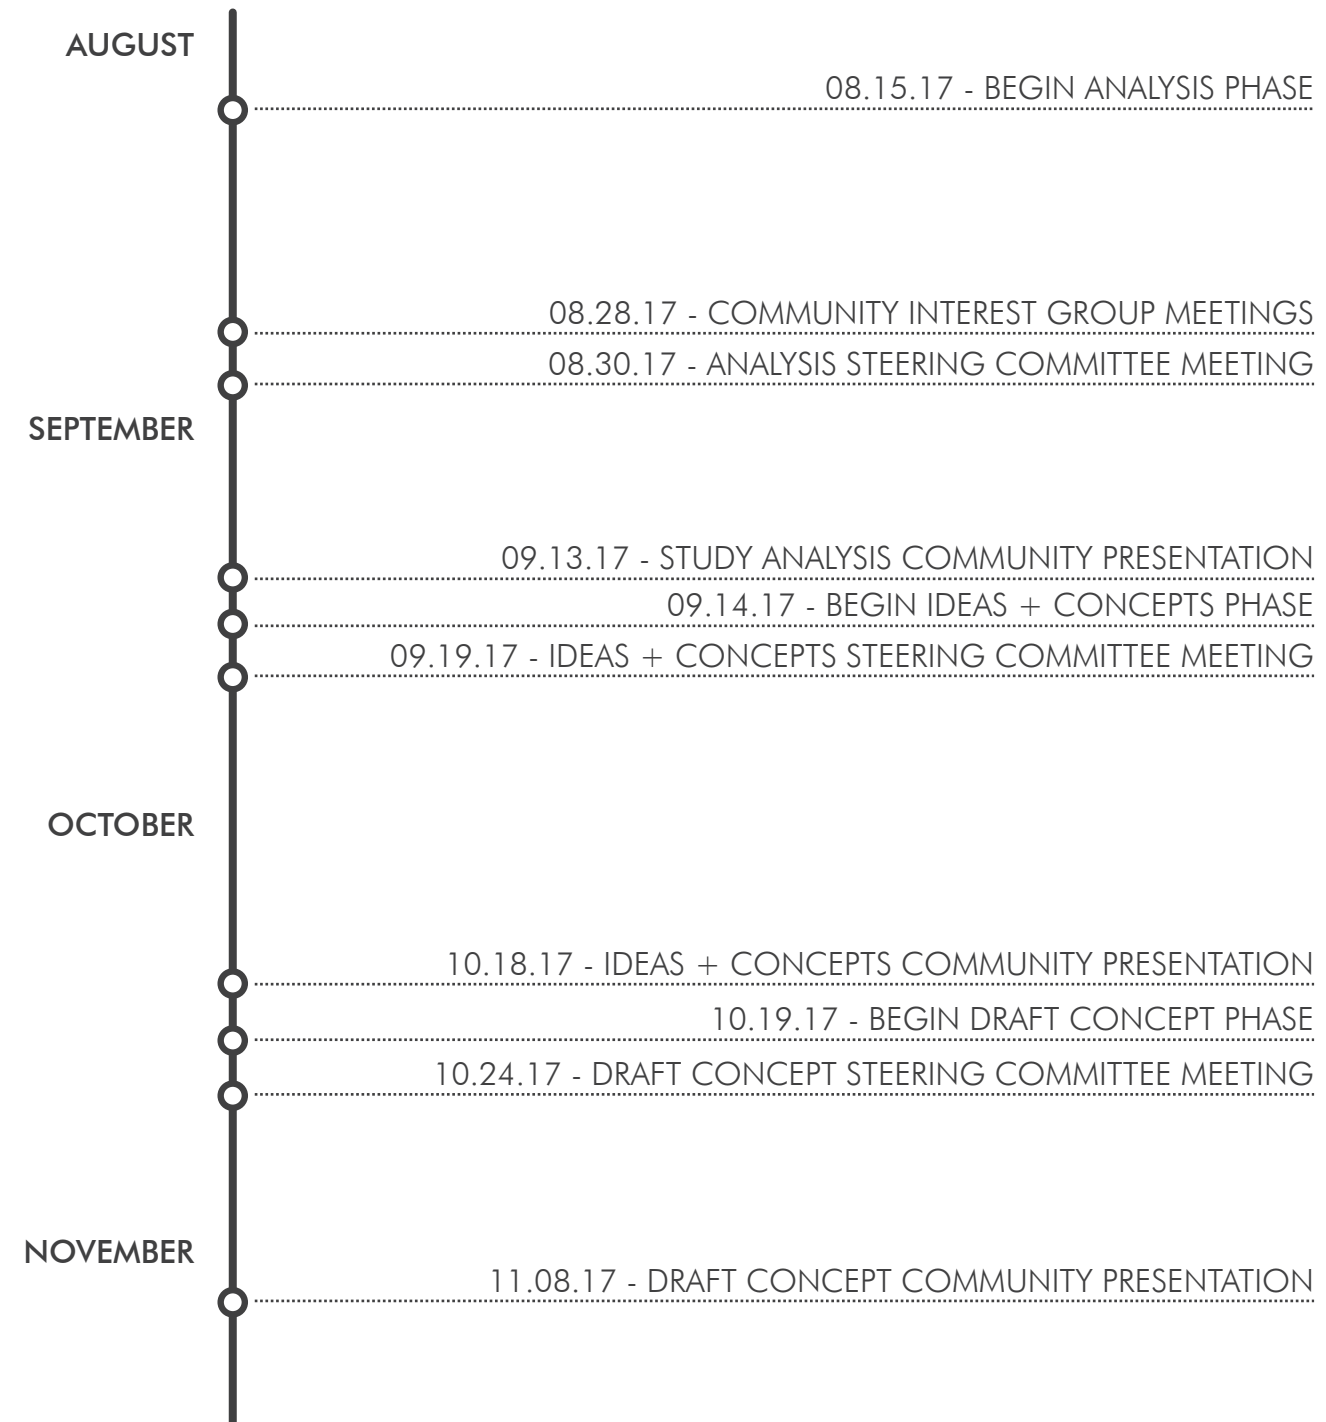 AUGUST
08.15.17 - BEGIN ANALYSIS PHASE
08.28.17 - COMMUNITY INTEREST GROUP MEETINGS
08.30.17 - ANALYSIS STEERING COMMITTEE MEETING
SEPTEMBER
09.13.17 - STUDY ANALYSIS COMMUNITY PRESENTATION
09.14.17 - BEGIN IDEAS + CONCEPTS PHASE
09.19.17 - IDEAS + CONCEPTS STEERING COMMITTEE MEETING
OCTOBER
10.18.17 - IDEAS + CONCEPTS COMMUNITY PRESENTATION
10.19.17 - BEGIN DRAFT CONCEPT PHASE
10.24.17 - DRAFT CONCEPT STEERING COMMITTEE MEETING
NOVEMBER
11.08.17 - DRAFT CONCEPT COMMUNITY PRESENTATION